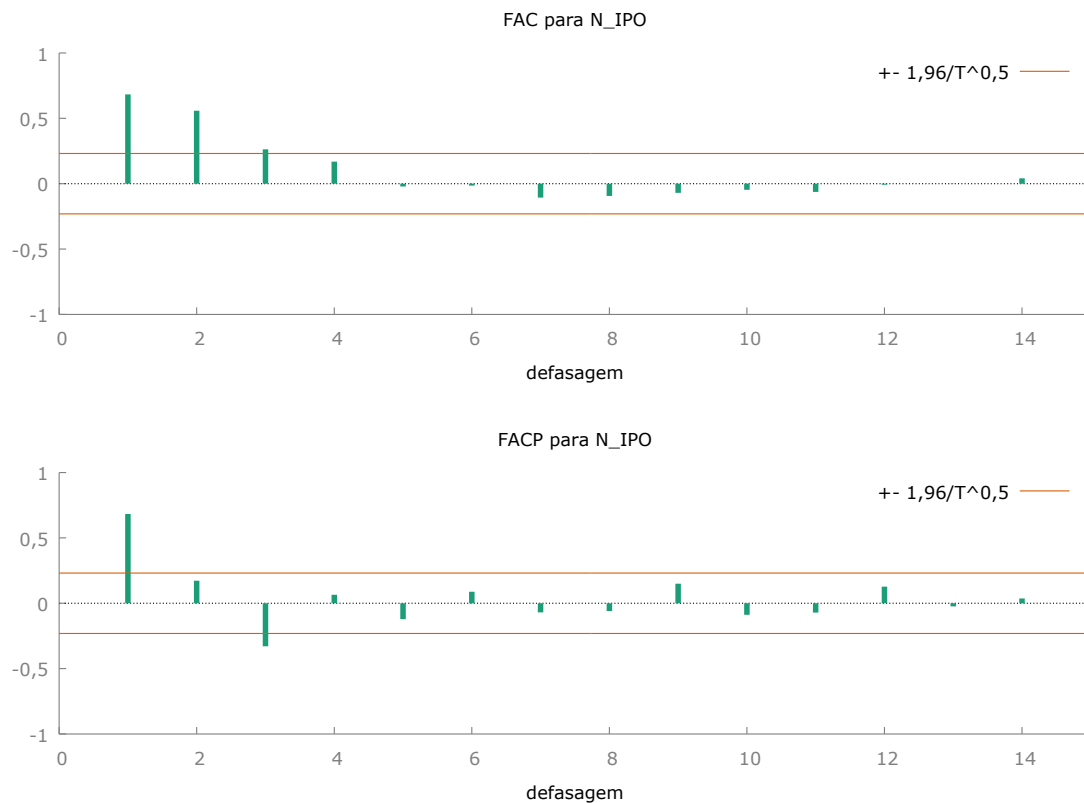 FAC para N_IPO
+- 1,96/T^0,5
1
0,5
0
-0,5
-1
0 2 4 6 8 10 12 14
defasagem
FACP para N_IPO
+- 1,96/T^0,5
1
0,5
0
-0,5
-1
0 2 4 6 8 10 12 14
defasagem